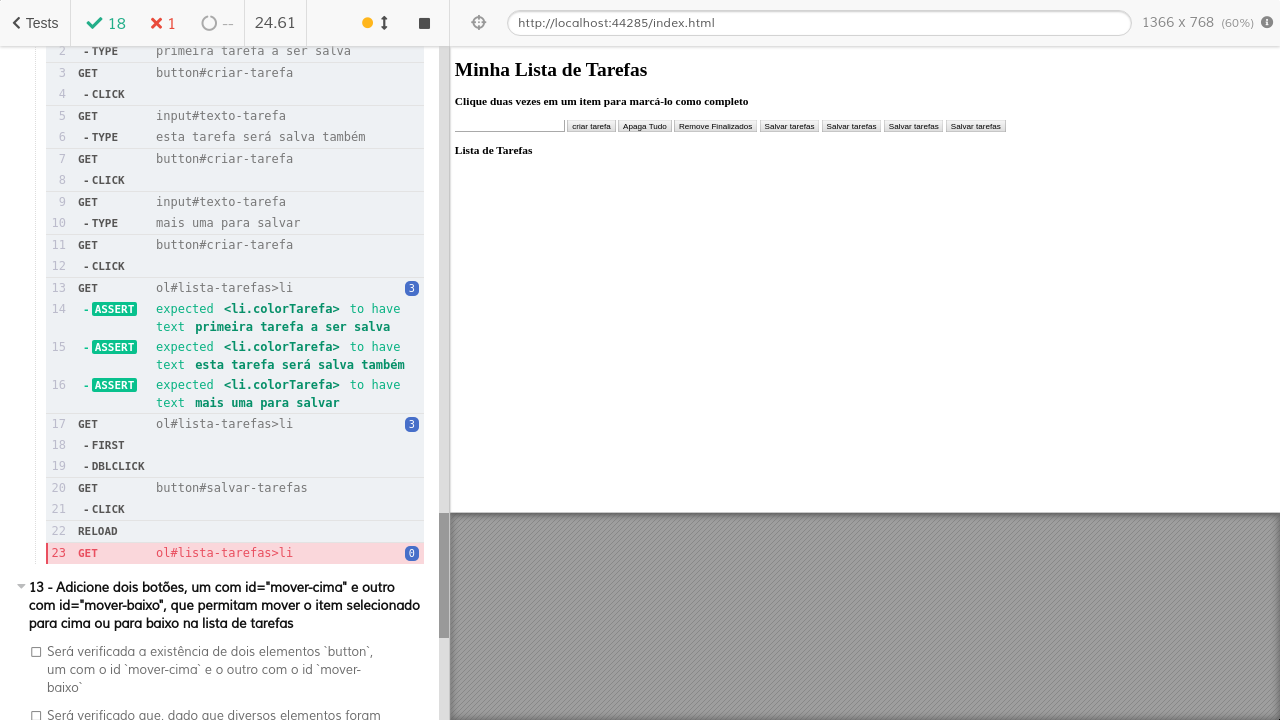 Tests 18 1 -- 24.61
2 -TYPE primeira tarefa a ser salva
3 GET button#criar-tarefa
4 -CLICK
5 GET input#texto-tarefa
6 -TYPE esta tarefa será salva também
7 GET button#criar-tarefa
8 -CLICK
9 GET input#texto-tarefa
10 -TYPE mais uma para salvar
11 GET button#criar-tarefa
12 -CLICK
13 GET ol#lista-tarefas>li 3
14 -ASSERT expected <li.colorTarefa> to have
text primeira tarefa a ser salva
15 -ASSERT expected <li.colorTarefa> to have
text esta tarefa será salva também
16 -ASSERT expected <li.colorTarefa> to have
text mais uma para salvar
17 GET ol#lista-tarefas>li 3
18 -FIRST
19 -DBLCLICK
20 GET button#salvar-tarefas
21 -CLICK
22 RELOAD
23 GET ol#lista-tarefas>li 0
13 - Adicione dois botões, um com id="mover-cima" e outro
com id="mover-baixo", que permitam mover o item selecionado
para cima ou para baixo na lista de tarefas
Será verificada a existência de dois elementos `button`,
um com o id `mover-cima` e o outro com o id `mover-
baixo`
Será verificado que, dado que diversos elementos foram
http://localhost:44285/index.html 1366 x 768 (60%)
Minha Lista de Tarefas
Clique duas vezes em um item para marcá-lo como completo
criar tarefa Apaga Tudo Remove Finalizados Salvar tarefas Salvar tarefas Salvar tarefas Salvar tarefas
Lista de Tarefas